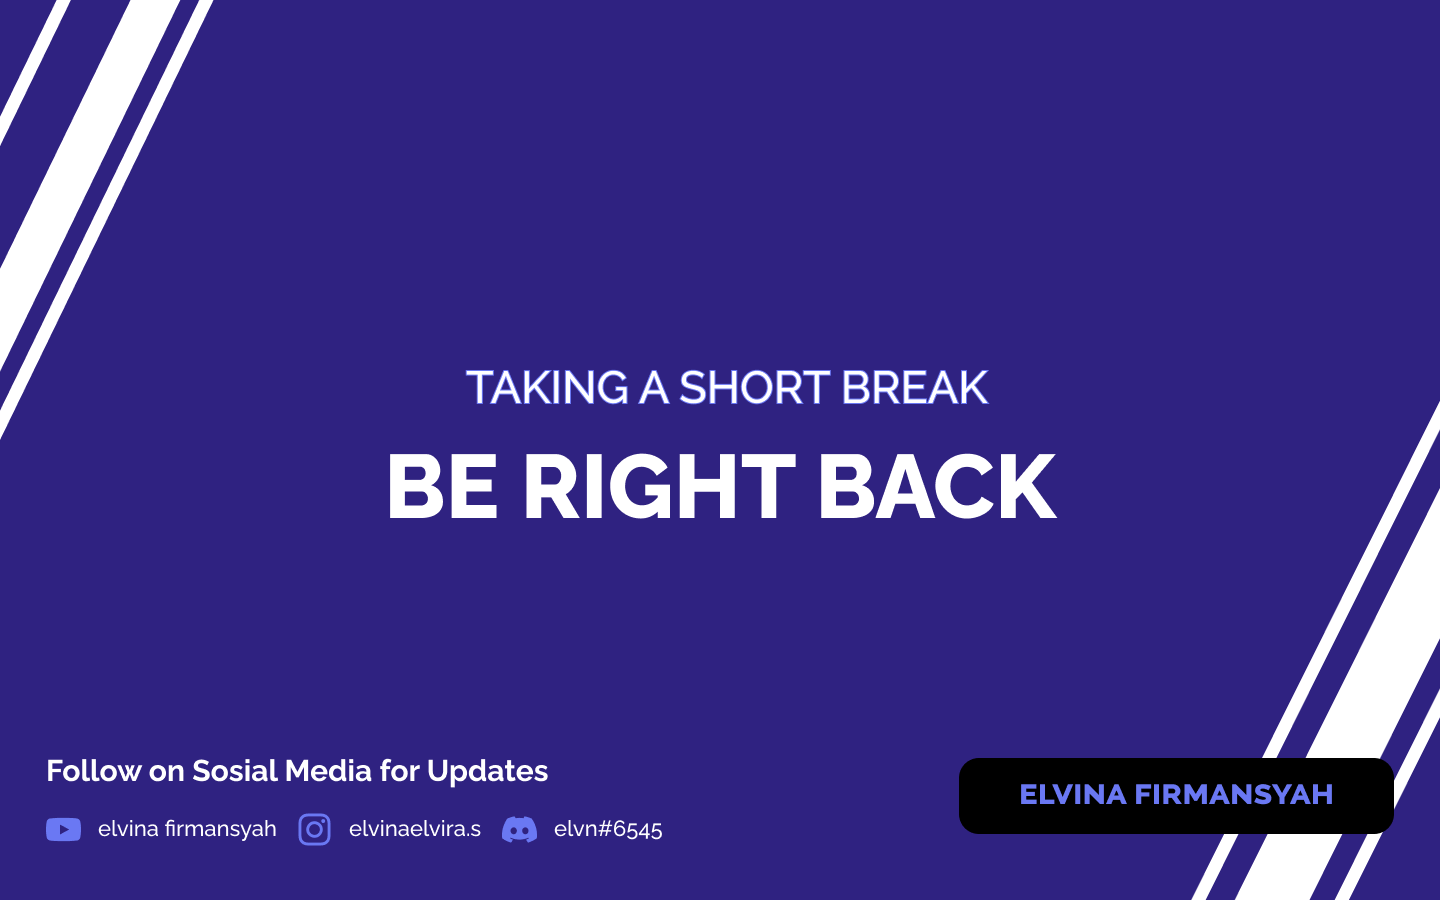 TAKING A SHORT BREAK
BE RIGHT BACK
Follow on Sosial Media for Updates
elvina firmansyah elvinaelvira.s elvn#6545
ELVINA FIRMANSYAH